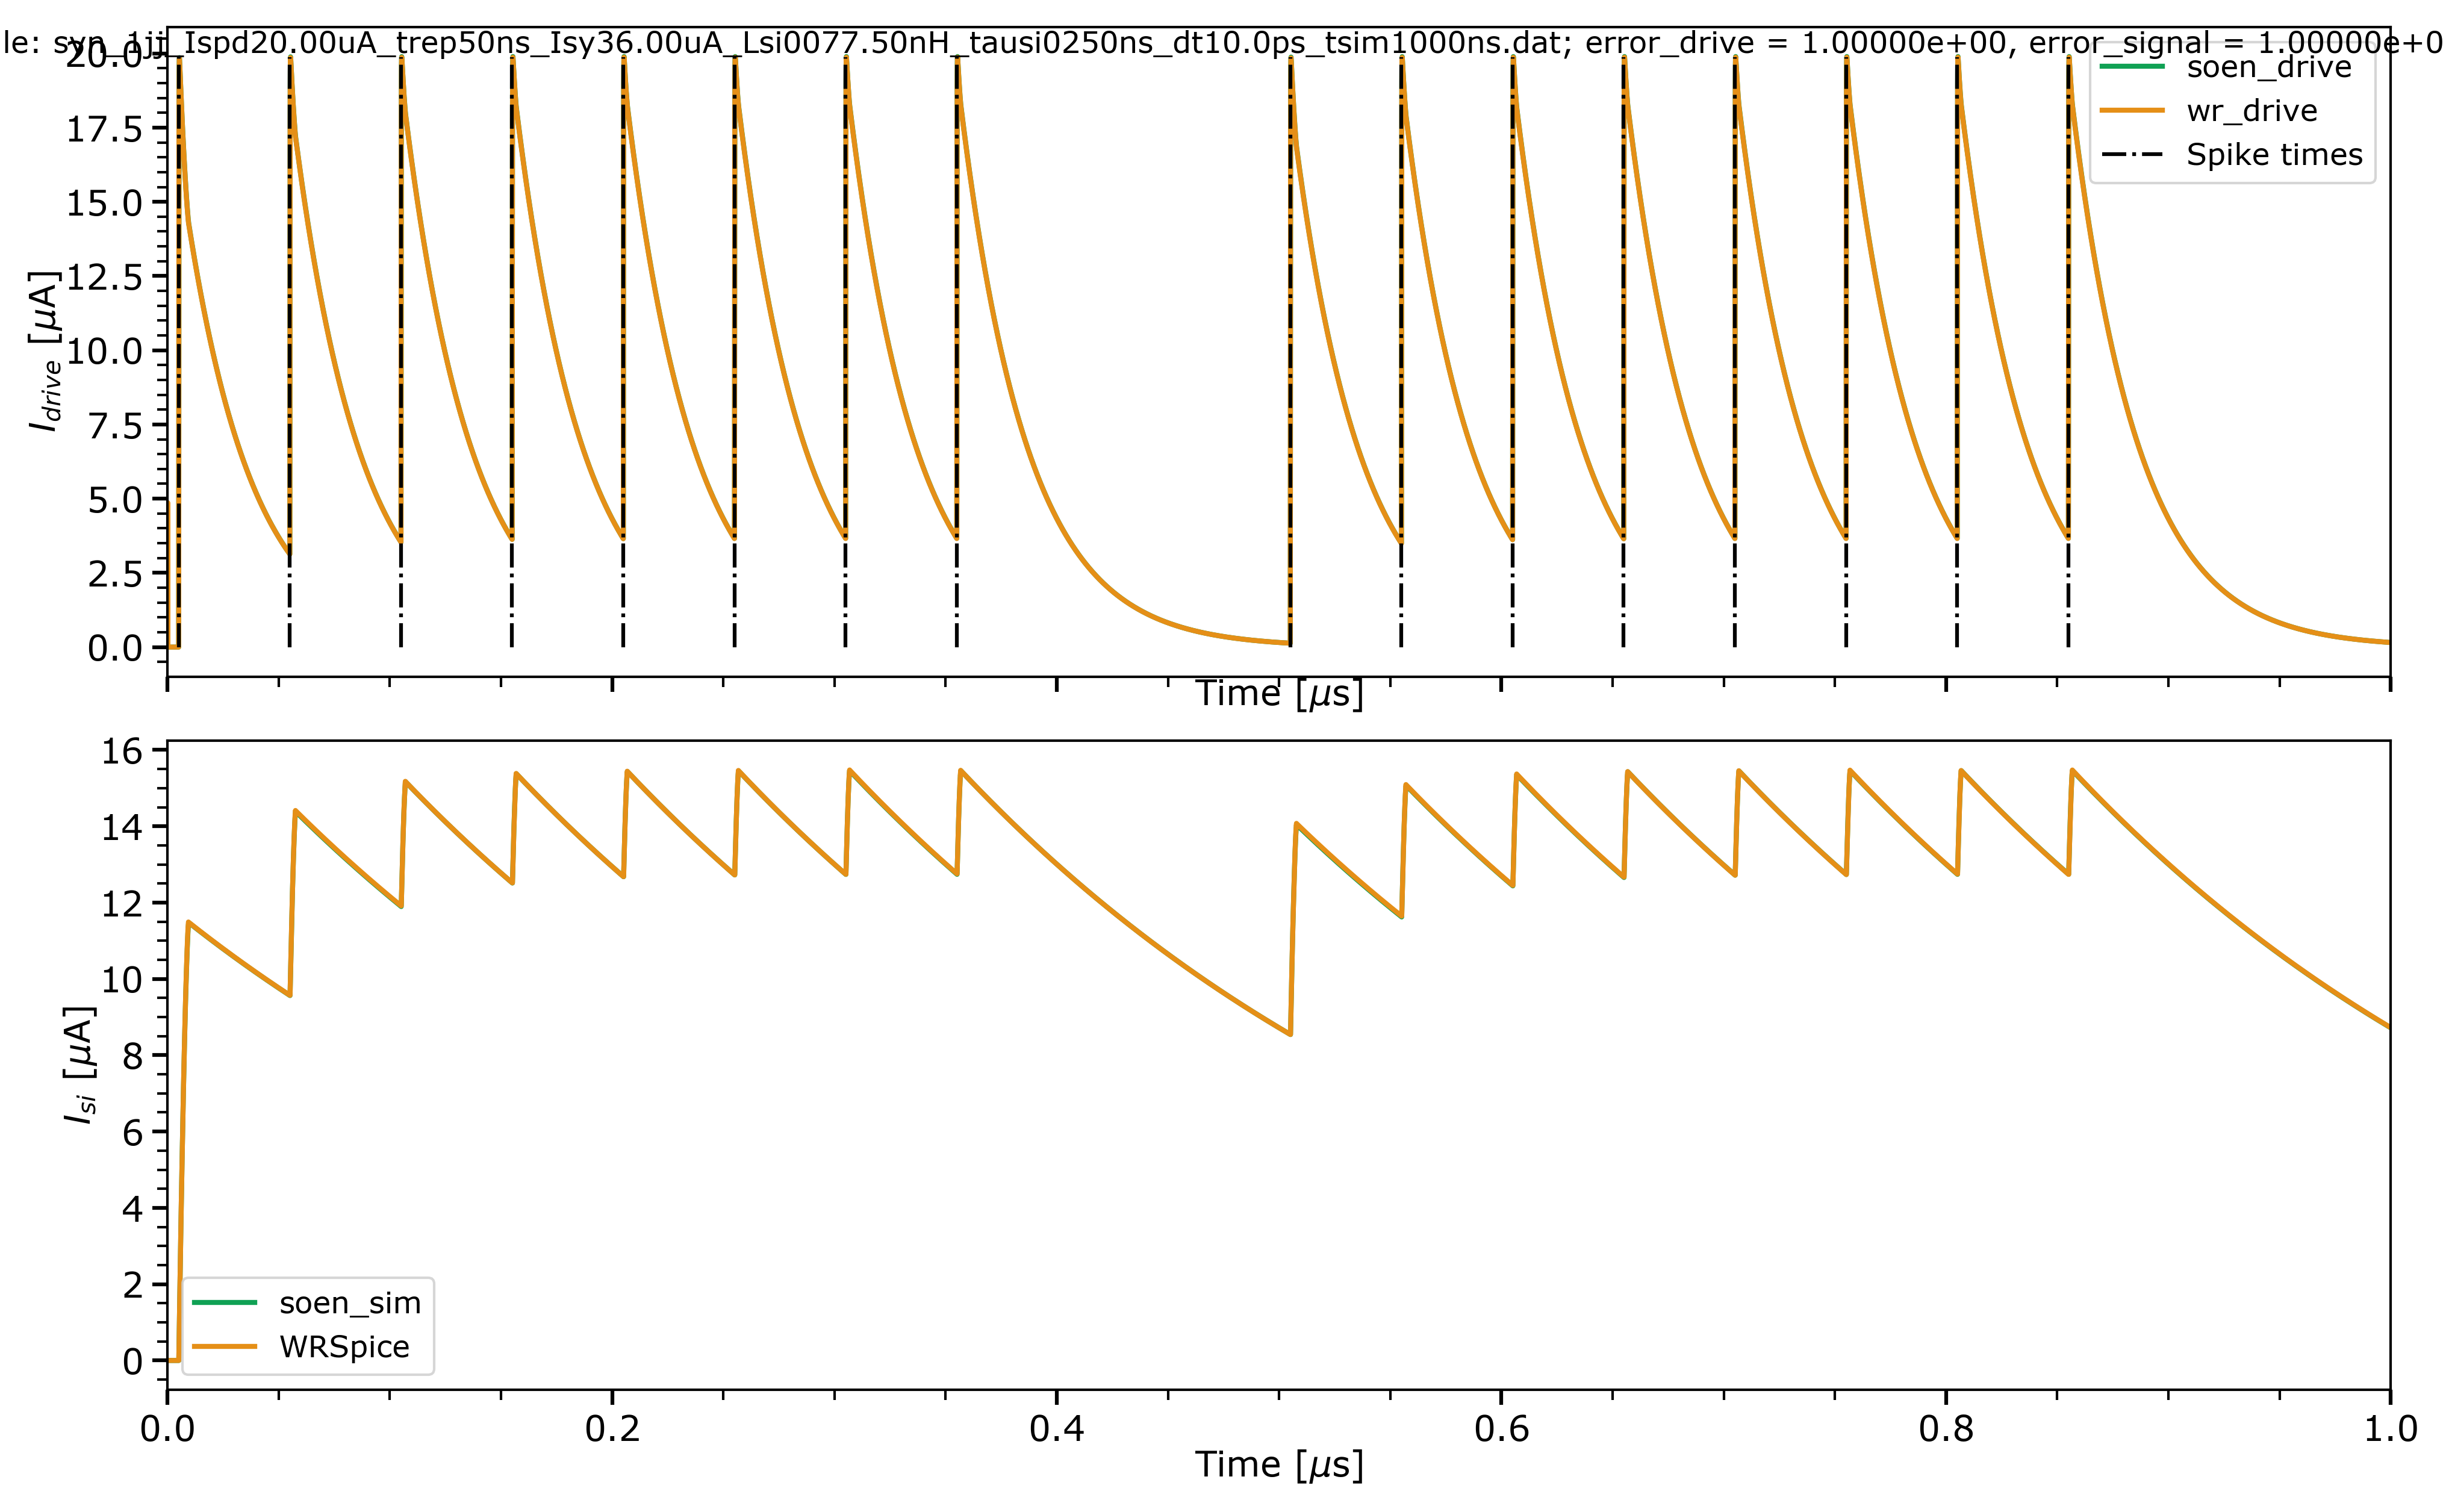 le: syn_1jj_Ispd20.00uA_trep50ns_Isy36.00uA_Lsi0077.50nH_tausi0250ns_dt10.0ps_tsim1000ns.dat; error_drive = 1.00000e+00, error_signal = 1.00000e+0
soen_drive
wr_drive
Spike times
20.0
17.5
15.0
12.5
10.0
7.5
5.0
2.5
0.0
I_drive [μA]
Time [μs]
16
14
12
10
8
6
4
2
0
I_si [μA]
soen_sim
WRSpice
0.0 0.2 0.4 0.6 0.8 1.0
Time [μs]